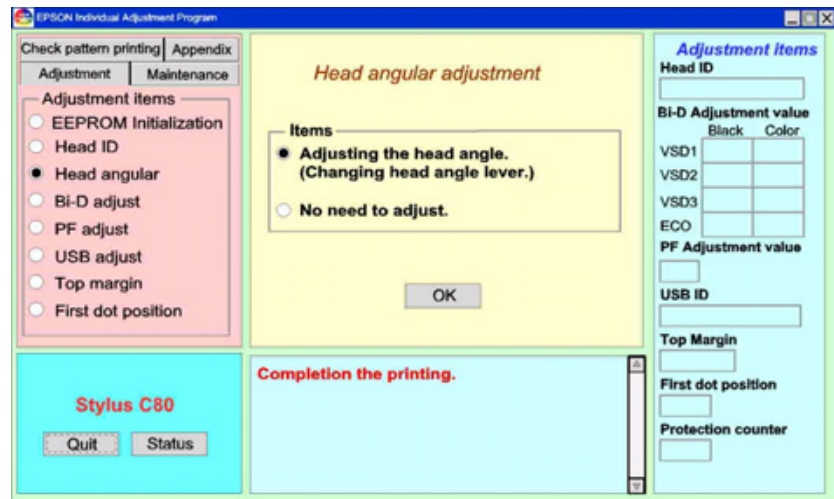 EPSON Individual Adjustment Program
Check pattern printing Appendix
Adjustment Maintenance
Adjustment items
EEPROM Initialization
Head ID
Head angular
Bi-D adjust
PF adjust
USB adjust
Top margin
First dot position
Stylus C80
Quit Status
Head angular adjustment
Items
Adjusting the head angle.
(Changing head angle lever.)
No need to adjust.
OK
Completion the printing.
Adjustment items
Head ID
Bi-D Adjustment value
Black Color
VSD1
VSD2
VSD3
ECO
PF Adjustment value
USB ID
Top Margin
First dot position
Protection counter